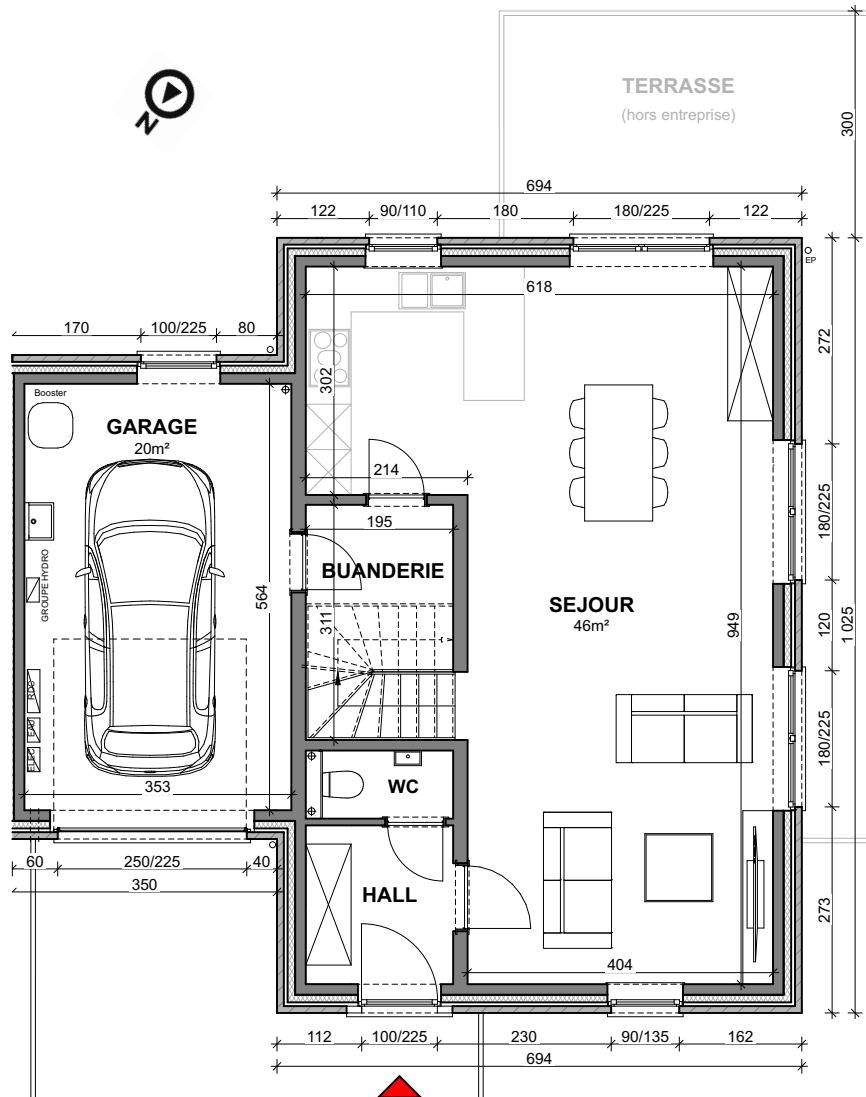 N
TERRASSE
(hors entreprise)
300
694
122
90/110
180
180/225
122
EP
170
100/225
80
618
272
302
Booster
GARAGE
20m²
214
195
180/225
GROUPE HYDRO
564
BUANDERIE
311
SEJOUR
46m²
949
120
1 025
RDC
EAU
ELEC
180/225
353
WC
60
250/225
40
350
HALL
273
404
112
100/225
230
90/135
162
694